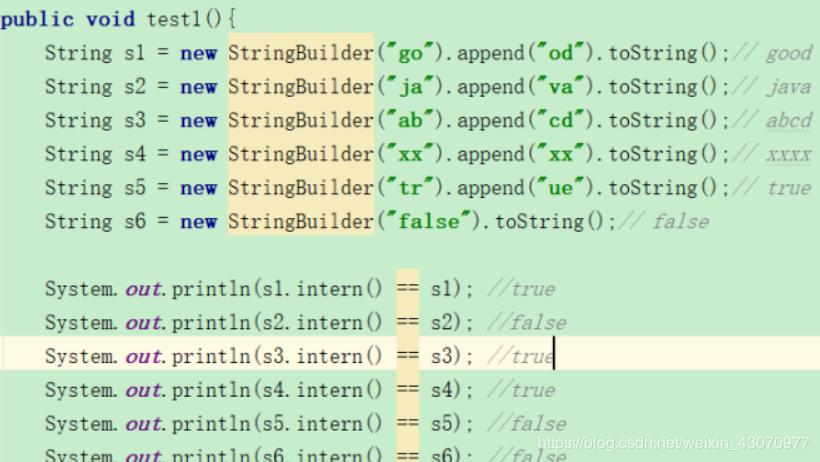 public void test1(){
String s1 = new StringBuilder("go").append("od").toString();// good
String s2 = new StringBuilder("ja").append("va").toString();// java
String s3 = new StringBuilder("ab").append("cd").toString();// abcd
String s4 = new StringBuilder("xx").append("xx").toString();// xxxx
String s5 = new StringBuilder("tr").append("ue").toString();// true
String s6 = new StringBuilder("false").toString();// false
System.out.println(s1.intern() == s1); //true
System.out.println(s2.intern() == s2); //false
System.out.println(s3.intern() == s3); //true
System.out.println(s4.intern() == s4); //true
System.out.println(s5.intern() == s5); //false
https://blog.csdn.net/weixin_43070977
System.out.println(s6.intern() == s6); //false